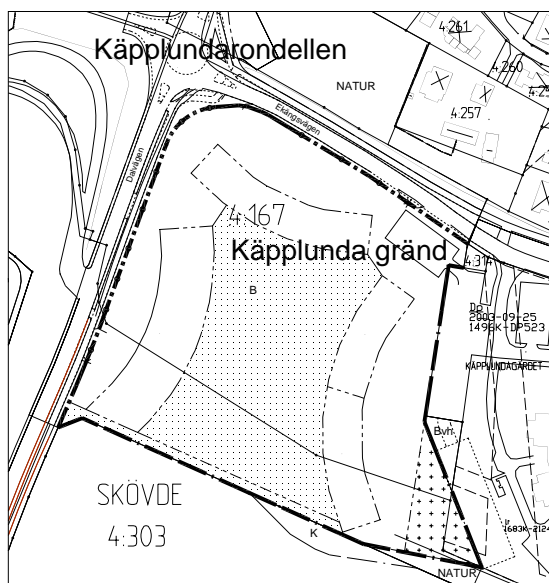 4:261
Käpplundarondellen
4:260
NATUR
4:257
Ekängsvägen
Dalvägen
4:167
Käpplunda gränd
4:314
B
Dp
2003-09-25
1496K-DP523
KÄPPLUNDAGÄRDET
Bvh
SKÖVDE
4:303
K
NATUR